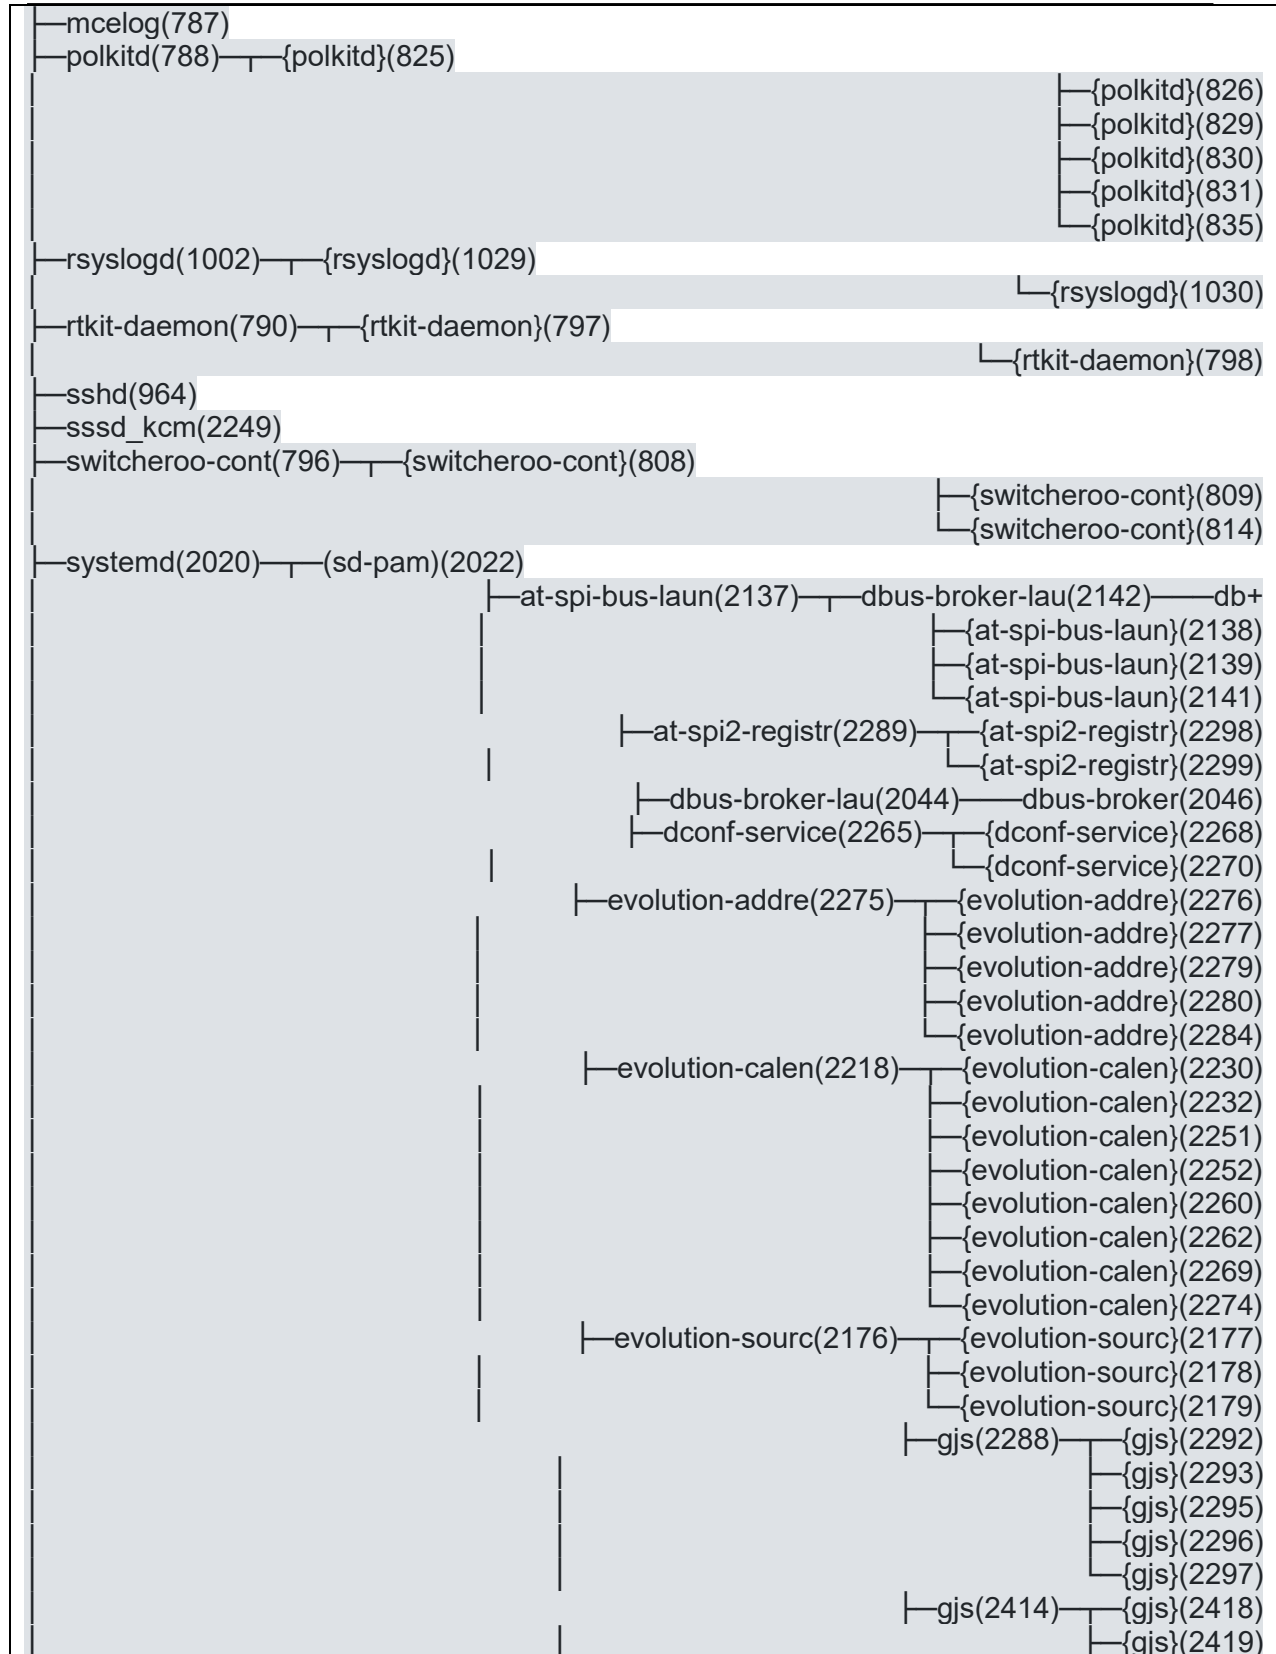 ├──mcelog(787)
├──polkitd(788)─┬──{polkitd}(825)
│ ├──{polkitd}(826)
│ ├──{polkitd}(829)
│ ├──{polkitd}(830)
│ ├──{polkitd}(831)
│ └──{polkitd}(835)
├──rsyslogd(1002)─┬──{rsyslogd}(1029)
│ └──{rsyslogd}(1030)
├──rtkit-daemon(790)─┬──{rtkit-daemon}(797)
│ └──{rtkit-daemon}(798)
├──sshd(964)
├──sssd_kcm(2249)
├──switcheroo-cont(796)─┬──{switcheroo-cont}(808)
│ ├──{switcheroo-cont}(809)
│ └──{switcheroo-cont}(814)
├──systemd(2020)─┬──(sd-pam)(2022)
│ ├──at-spi-bus-laun(2137)─┬──dbus-broker-lau(2142)───db+
│ │ ├──{at-spi-bus-laun}(2138)
│ │ ├──{at-spi-bus-laun}(2139)
│ │ └──{at-spi-bus-laun}(2141)
│ ├──at-spi2-registr(2289)─┬──{at-spi2-registr}(2298)
│ │ └──{at-spi2-registr}(2299)
│ ├──dbus-broker-lau(2044)───dbus-broker(2046)
│ ├──dconf-service(2265)─┬──{dconf-service}(2268)
│ │ └──{dconf-service}(2270)
│ ├──evolution-addre(2275)─┬──{evolution-addre}(2276)
│ │ ├──{evolution-addre}(2277)
│ │ ├──{evolution-addre}(2279)
│ │ ├──{evolution-addre}(2280)
│ │ └──{evolution-addre}(2284)
│ ├──evolution-calen(2218)─┬──{evolution-calen}(2230)
│ │ ├──{evolution-calen}(2232)
│ │ ├──{evolution-calen}(2251)
│ │ ├──{evolution-calen}(2252)
│ │ ├──{evolution-calen}(2260)
│ │ ├──{evolution-calen}(2262)
│ │ ├──{evolution-calen}(2269)
│ │ └──{evolution-calen}(2274)
│ ├──evolution-sourc(2176)─┬──{evolution-sourc}(2177)
│ │ ├──{evolution-sourc}(2178)
│ │ └──{evolution-sourc}(2179)
│ ├──gjs(2288)─┬──{gjs}(2292)
│ │ ├──{gjs}(2293)
│ │ ├──{gjs}(2295)
│ │ ├──{gjs}(2296)
│ │ └──{gjs}(2297)
│ ├──gjs(2414)─┬──{gjs}(2418)
│ │ ├──{gjs}(2419)